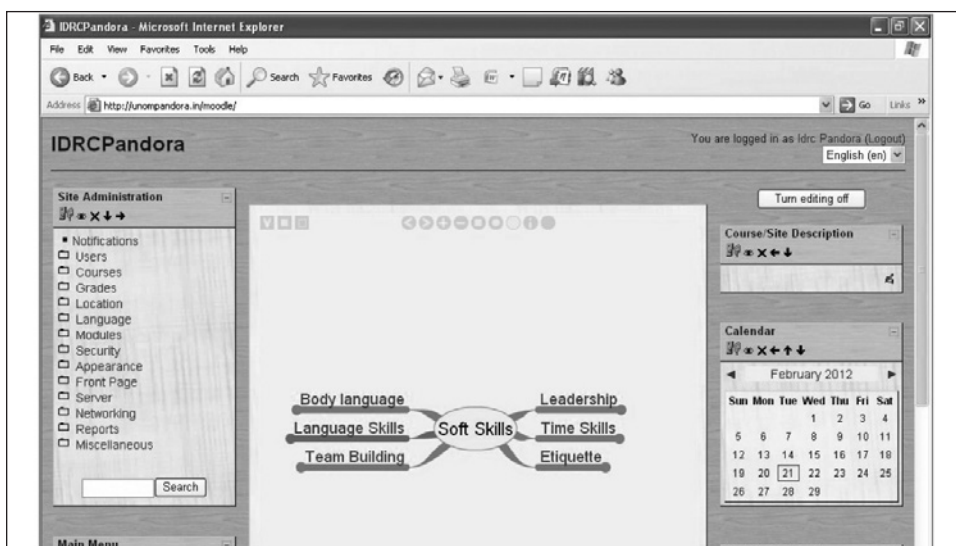 IDRCPandora - Microsoft Internet Explorer
File Edit View Favorites Tools Help
Back Search Favorites
Address http://unompandora.in/moodle/ Go Links »
IDRCPandora
You are logged in as Idrc Pandora (Logout)
English (en)
Site Administration
Notifications
Users
Courses
Grades
Location
Language
Modules
Security
Appearance
Front Page
Server
Networking
Reports
Miscellaneous
Search
Main Menu
Body language
Language Skills
Team Building
Soft Skills
Leadership
Time Skills
Etiquette
Turn editing off
Course/Site Description
Calendar
February 2012
Sun Mon Tue Wed Thu Fri Sat
1 2 3 4
5 6 7 8 9 10 11
12 13 14 15 16 17 18
19 20 21 22 23 24 25
26 27 28 29